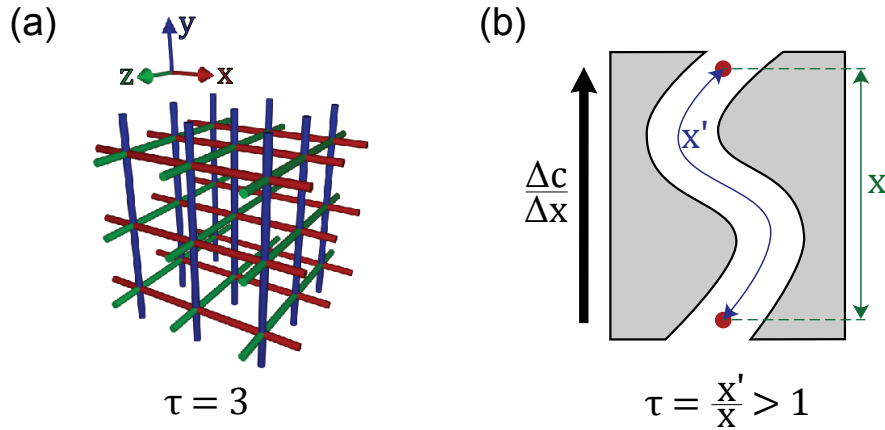 (a)
y
z
x
τ = 3
(b)
x'
x
Δc
Δx
τ = x'/x > 1